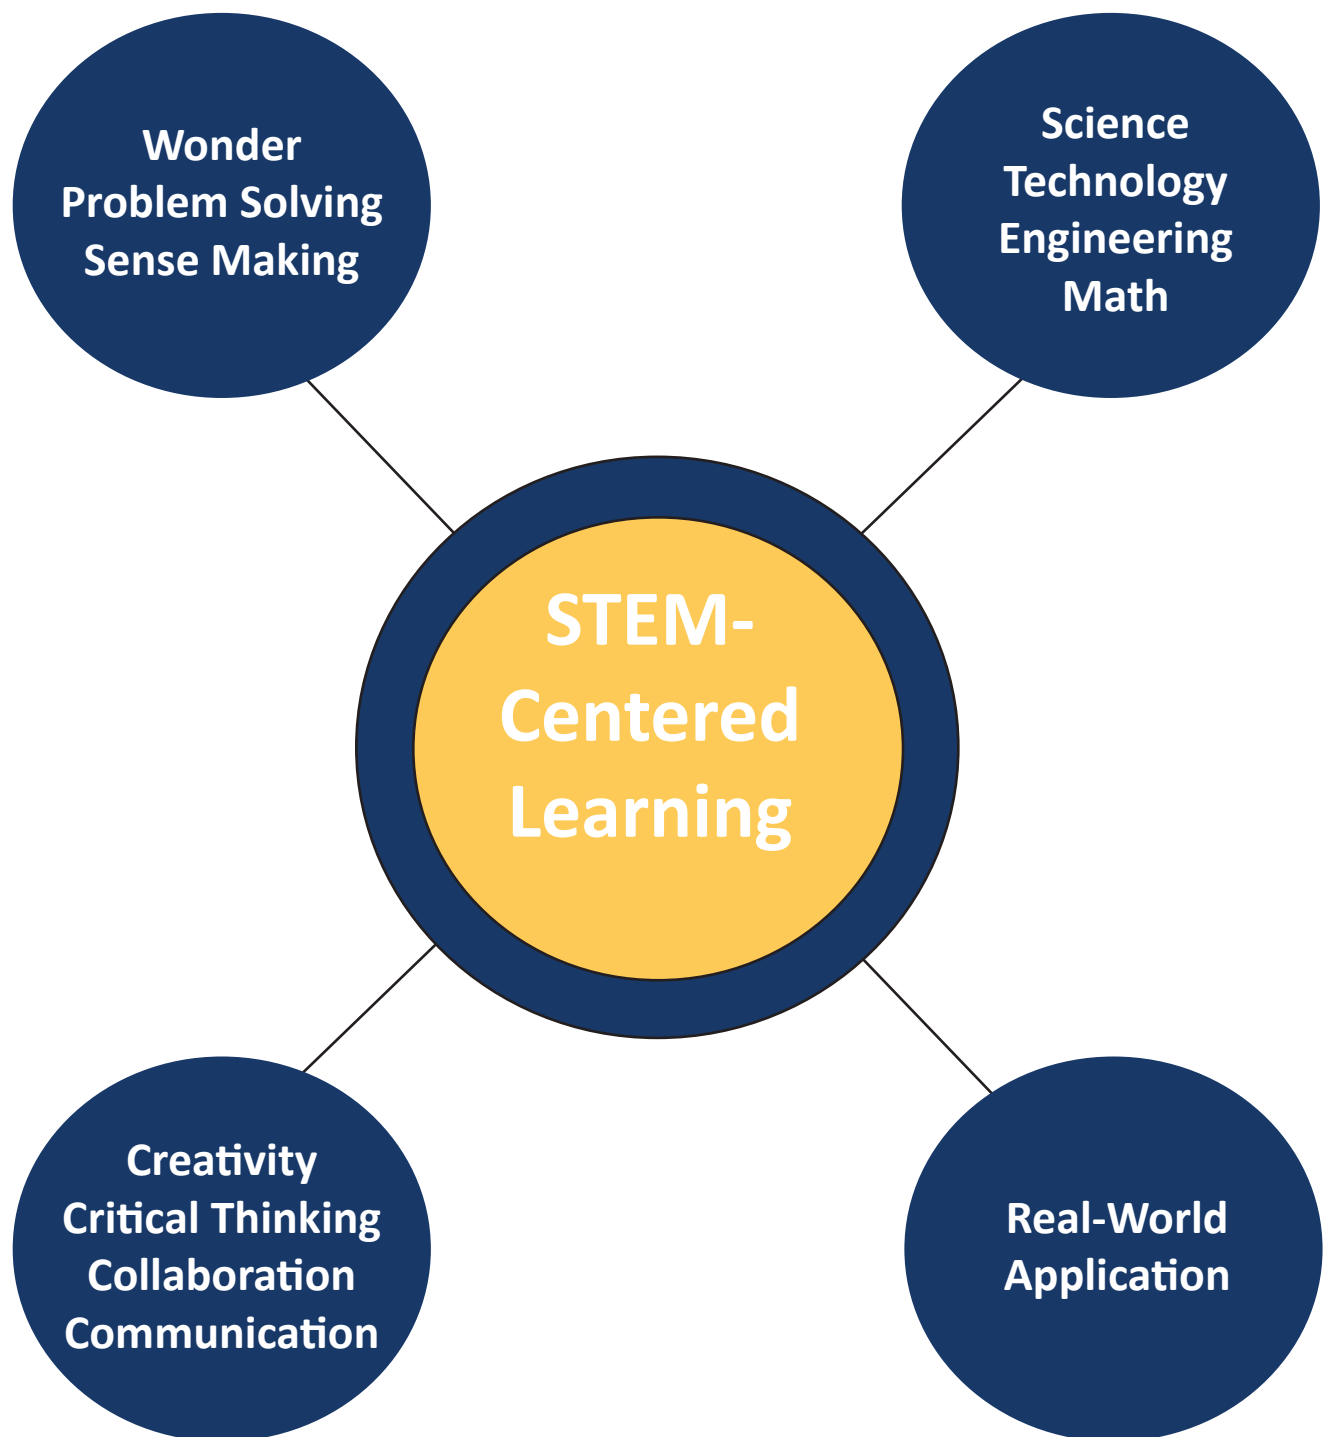 Wonder
Problem Solving
Sense Making
Science
Technology
Engineering
Math
STEM-
Centered
Learning
Creativity
Critical Thinking
Collaboration
Communication
Real-World
Application